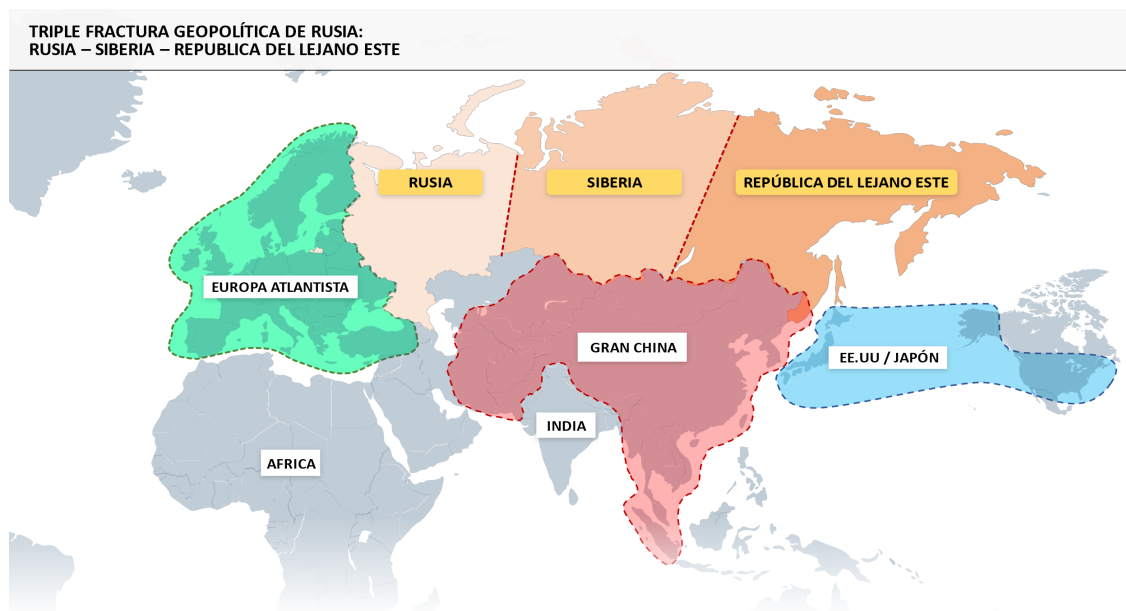 TRIPLE FRACTURA GEOPOLÍTICA DE RUSIA:
RUSIA – SIBERIA – REPUBLICA DEL LEJANO ESTE
RUSIA
SIBERIA
REPÚBLICA DEL LEJANO ESTE
EUROPA ATLANTISTA
GRAN CHINA
EE.UU / JAPÓN
INDIA
AFRICA